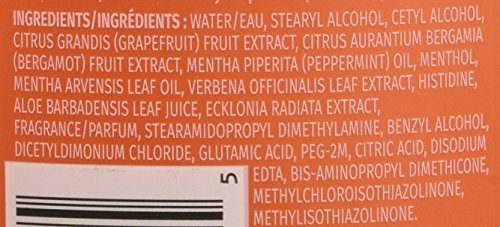 INGREDIENTS/INGRÉDIENTS : WATER/EAU, STEARYL ALCOHOL, CETYL ALCOHOL,
CITRUS GRANDIS (GRAPEFRUIT) FRUIT EXTRACT, CITRUS AURANTIUM BERGAMIA
(BERGAMOT) FRUIT EXTRACT, MENTHA PIPERITA (PEPPERMINT) OIL, MENTHOL,
MENTHA ARVENSIS LEAF OIL, VERBENA OFFICINALIS LEAF EXTRACT, HISTIDINE,
ALOE BARBADENSIS LEAF JUICE, ECKLONIA RADIATA EXTRACT,
FRAGRANCE/PARFUM, STEARAMIDOPROPYL DIMETHYLAMINE, BENZYL ALCOHOL,
DICETYLDIMONIUM CHLORIDE, GLUTAMIC ACID, PEG-2M, CITRIC ACID, DISODIUM
EDTA, BIS-AMINOPROPYL DIMETHICONE,
METHYLCHLOROISOTHIAZOLINONE,
METHYLISOTHIAZOLINONE.
5